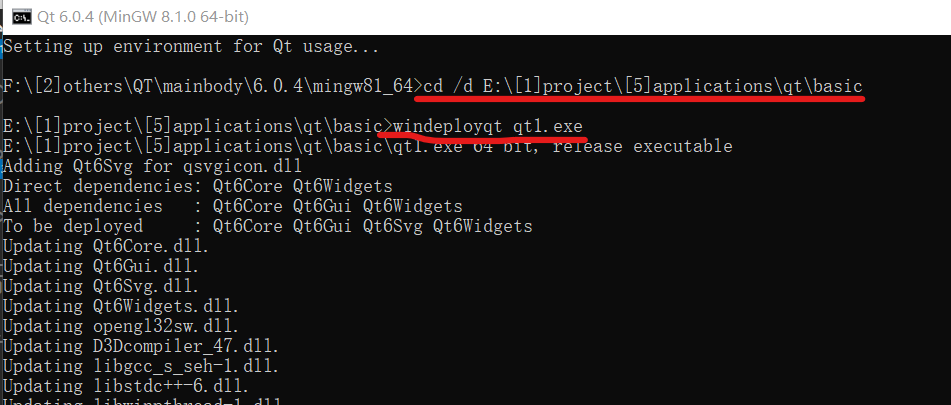 Qt 6.0.4 (MinGW 8.1.0 64-bit)
Setting up environment for Qt usage...
F:\[2]others\QT\mainbody\6.0.4\mingw81_64>cd /d E:\[1]project\[5]applications\qt\basic
E:\[1]project\[5]applications\qt\basic>windeployqt qt1.exe
E:\[1]project\[5]applications\qt\basic\qt1.exe 64 bit, release executable
Adding Qt6Svg for qsvgicon.dll
Direct dependencies: Qt6Core Qt6Widgets
All dependencies   : Qt6Core Qt6Gui Qt6Widgets
To be deployed     : Qt6Core Qt6Gui Qt6Svg Qt6Widgets
Updating Qt6Core.dll.
Updating Qt6Gui.dll.
Updating Qt6Svg.dll.
Updating Qt6Widgets.dll.
Updating opengl32sw.dll.
Updating D3Dcompiler_47.dll.
Updating libgcc_s_seh-1.dll.
Updating libstdc++-6.dll.
Updating libwinpthread-1.dll.